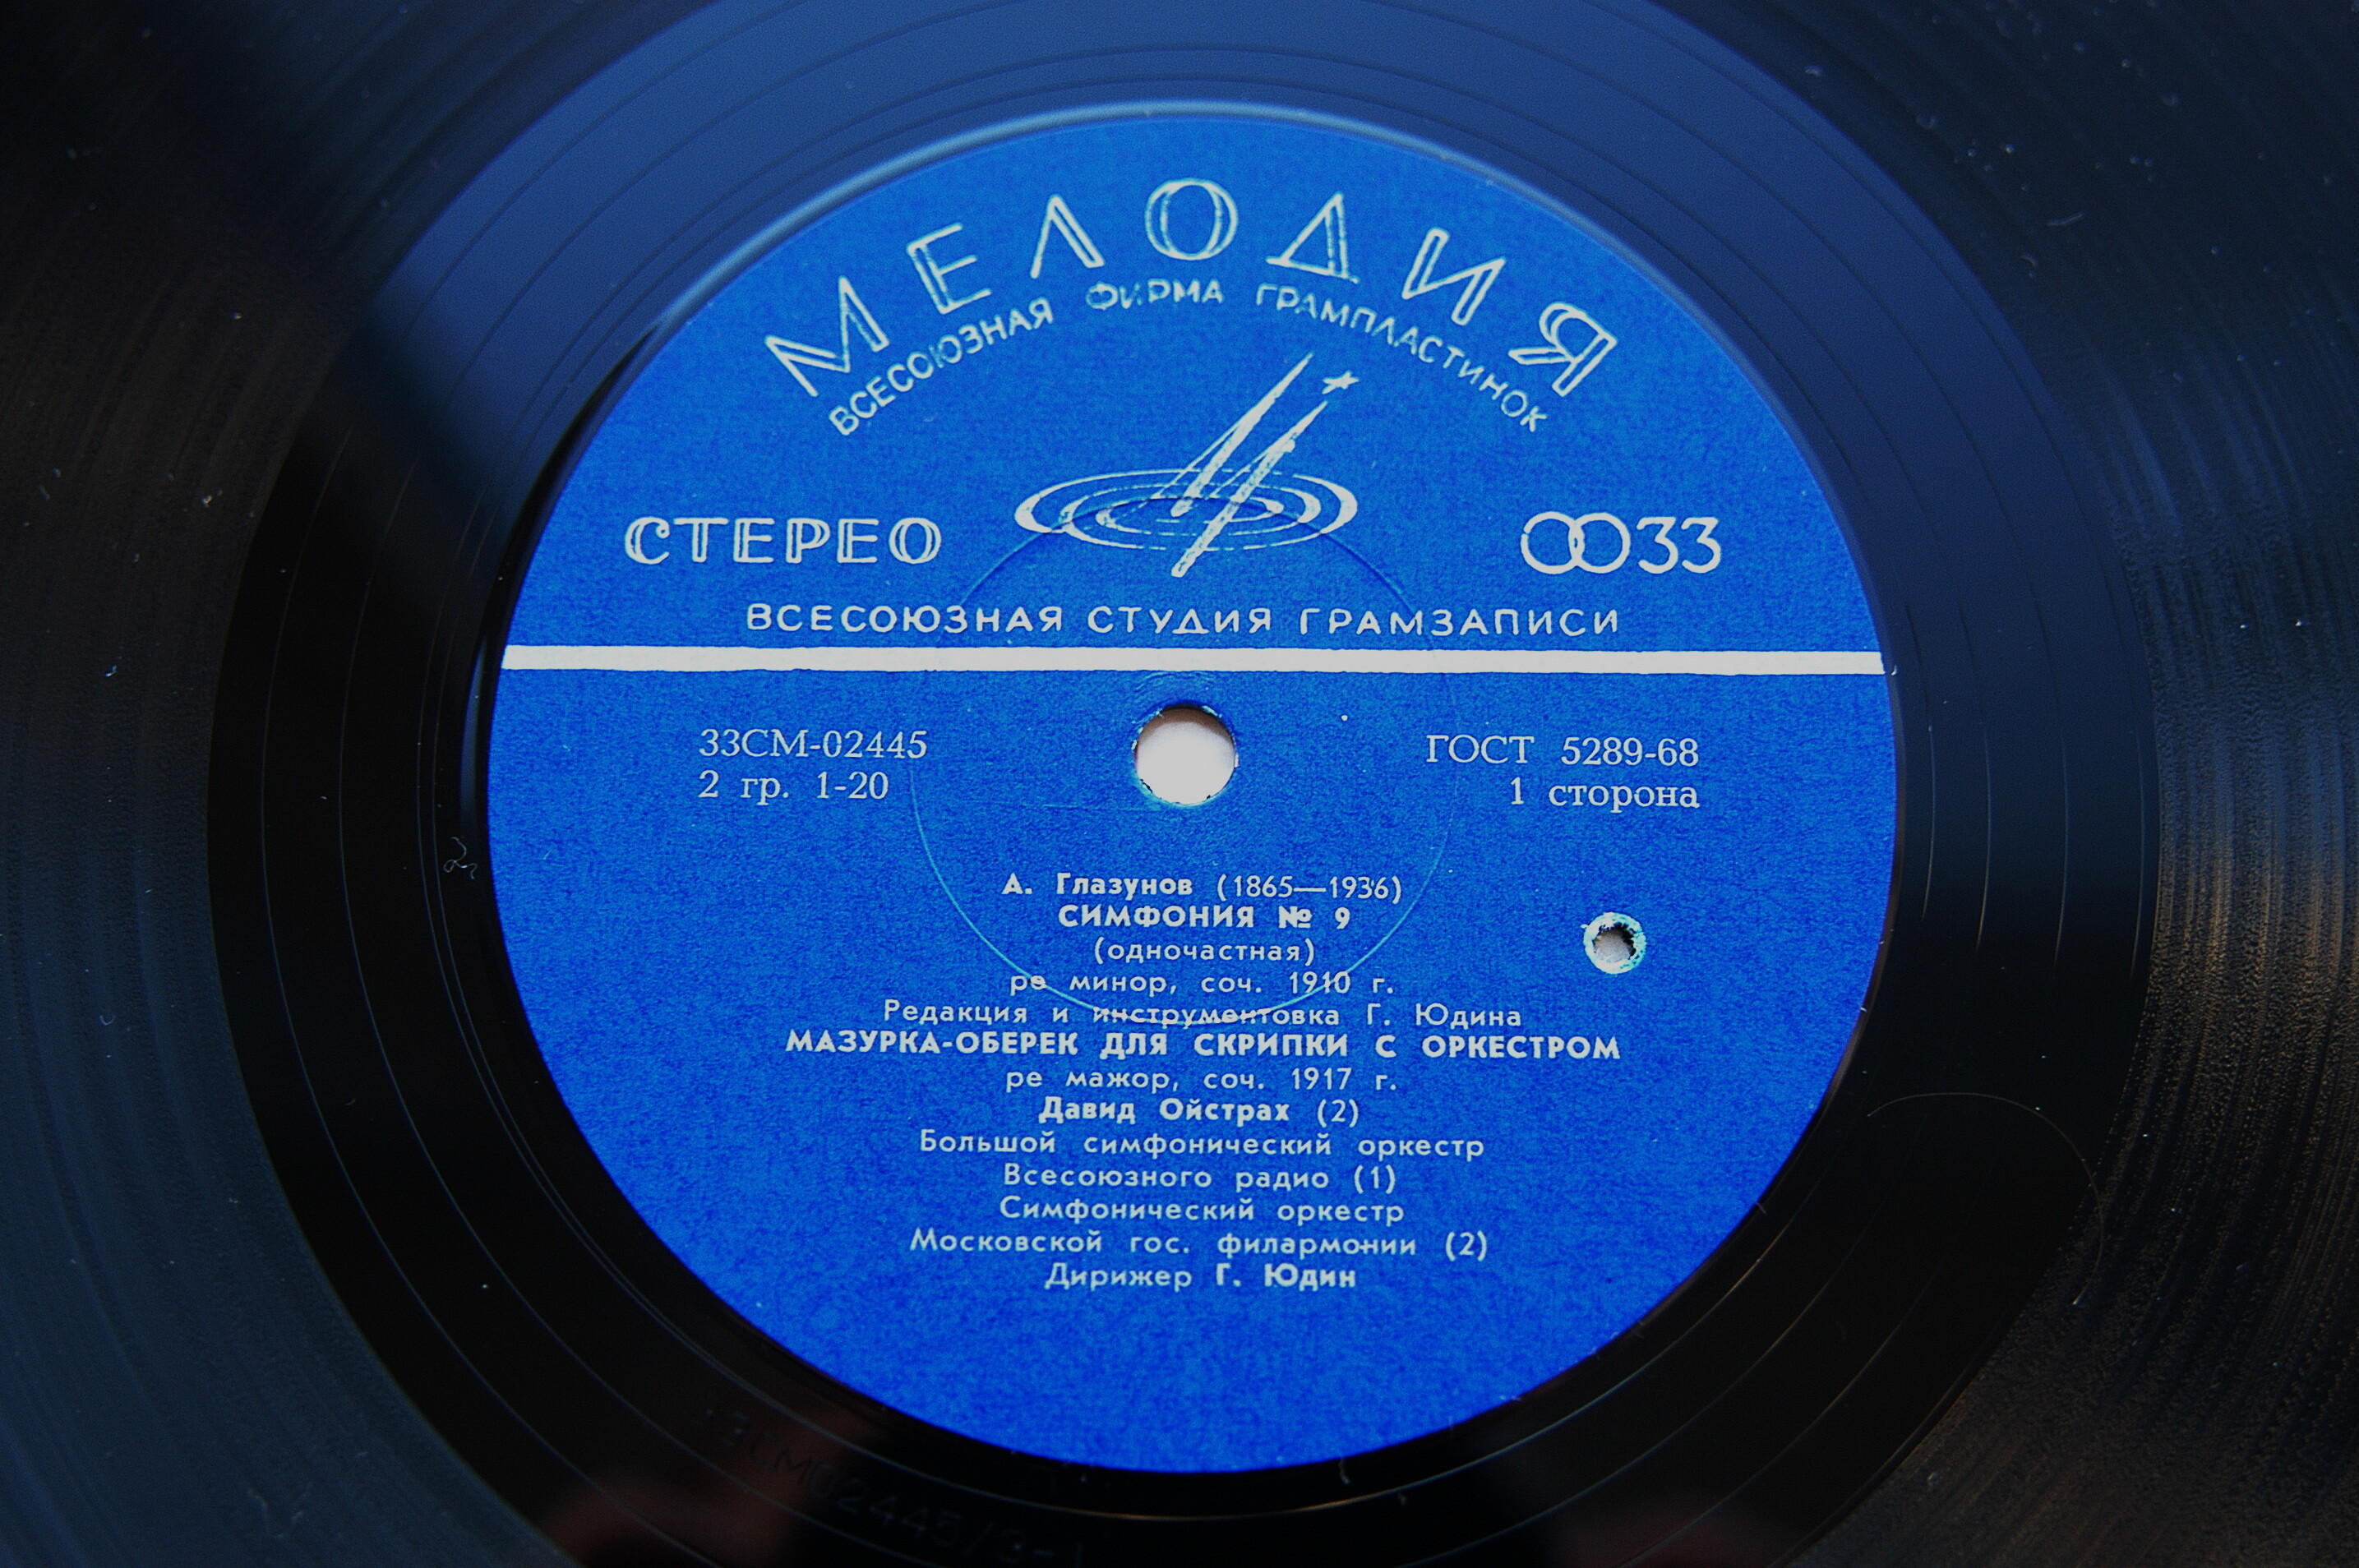 МЕЛОДИЯ
ВСЕСОЮЗНАЯ ФИРМА ГРАМПЛАСТИНОК
СТЕРЕО
33
ВСЕСОЮЗНАЯ СТУДИЯ ГРАМЗАПИСИ
33СМ-02445
ГОСТ 5289-68
2 гр. 1-20
1 сторона
А. Глазунов (1865—1936)
СИМФОНИЯ № 9
(одночастная)
ре минор, соч. 1910 г.
Редакция и инструментовка Г. Юдина
МАЗУРКА-ОБЕРЕК ДЛЯ СКРИПКИ С ОРКЕСТРОМ
ре мажор, соч. 1917 г.
Давид Ойстрах (2)
Большой симфонический оркестр
Всесоюзного радио (1)
Симфонический оркестр
Московской гос. филармонии (2)
Дирижер Г. Юдин